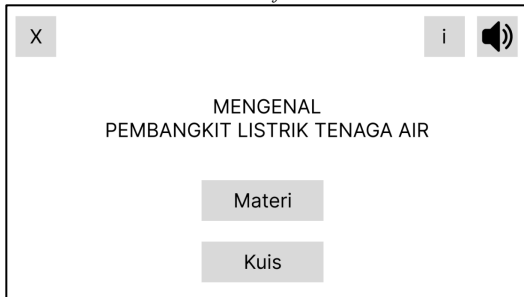 X
i
MENGENAL
PEMBANGKIT LISTRIK TENAGA AIR
Materi
Kuis